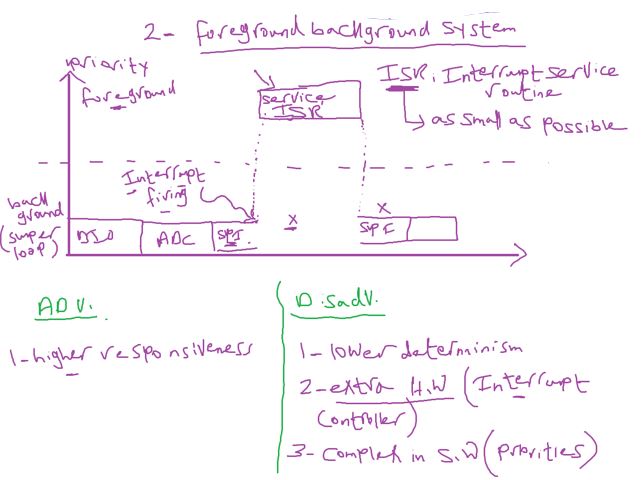 2- foreground background system
priority
foreground
service
ISR
ISR, Interrupt service
routine
as small as possible
Interrupt
firing
back
ground
(super
loop)
DIO
ADC
SPI
x
x
SPI
ADV.
1- higher responsiveness
Disadv.
1- lower determinism
2- extra H.W (Interrupt
Controller)
3- Complex in S.W (priorities)